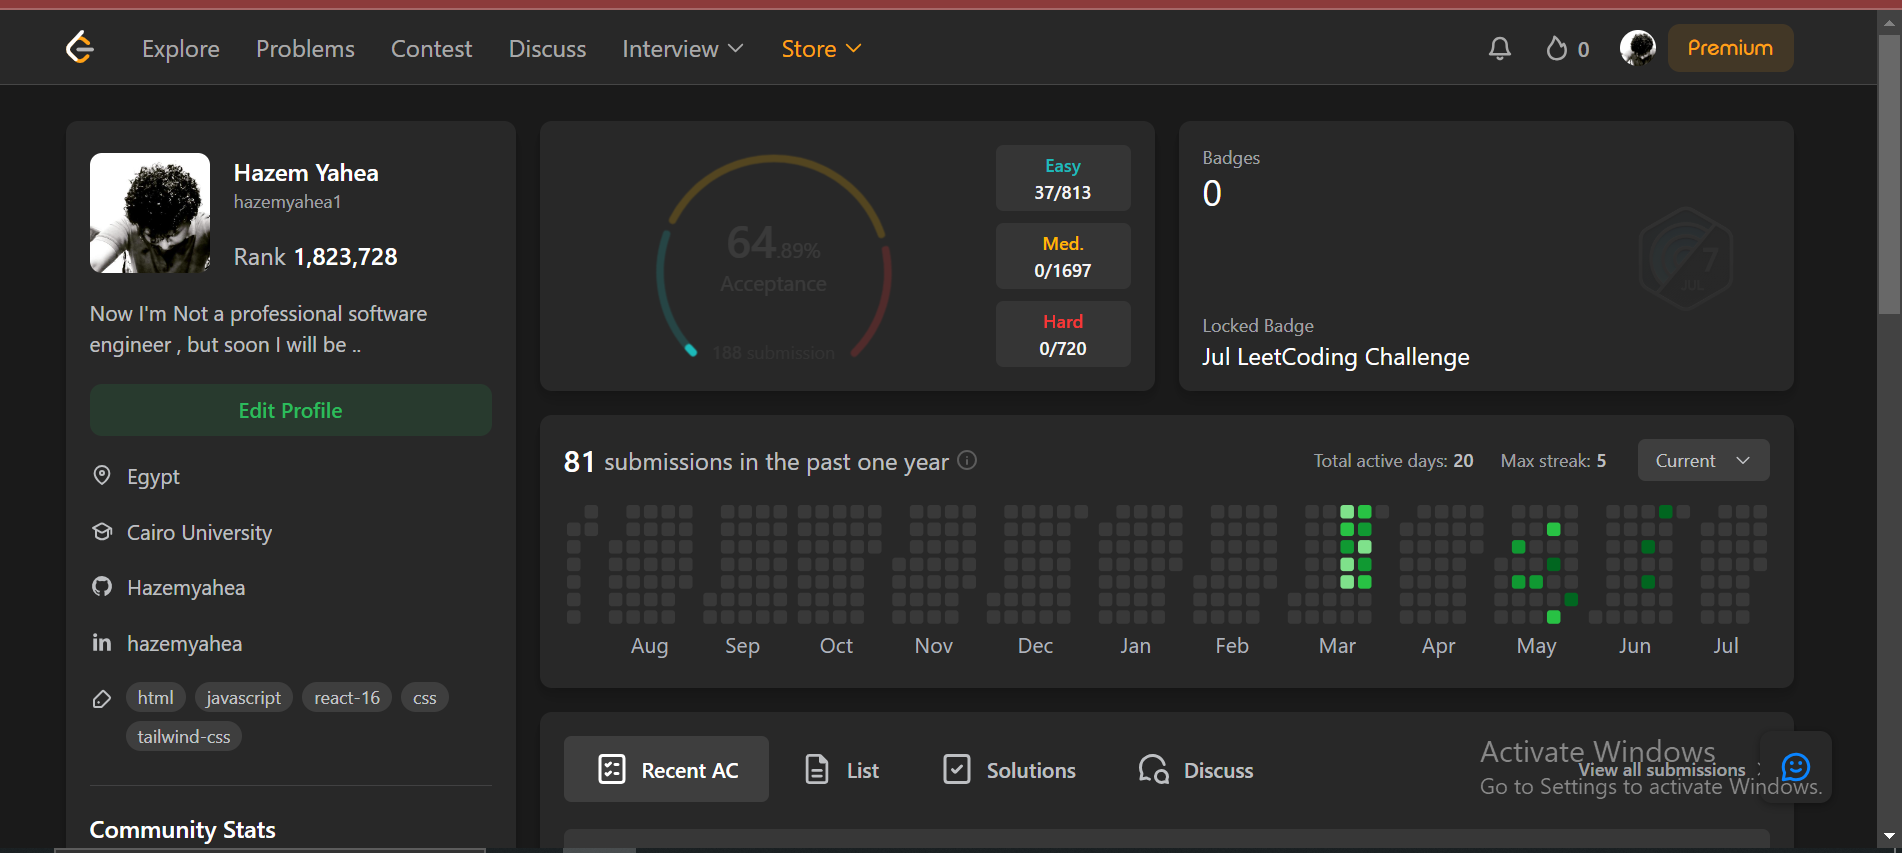 Explore Problems Contest Discuss Interview Store 0 Premium
Hazem Yahea
hazemyahea1
Rank 1,823,728
Now I'm Not a professional software
engineer , but soon I will be ..
Edit Profile
Egypt
Cairo University
Hazemyahea
hazemyahea
html javascript react-16 css
tailwind-css
Community Stats
64.89%
Acceptance
188 submission
Easy
37/813
Med.
0/1697
Hard
0/720
Badges
0
7
JUL
Locked Badge
Jul LeetCoding Challenge
81 submissions in the past one year Total active days: 20 Max streak: 5 Current
Aug Sep Oct Nov Dec Jan Feb Mar Apr May Jun Jul
Recent AC List Solutions Discuss View all submissions
Activate Windows
Go to Settings to activate Windows.